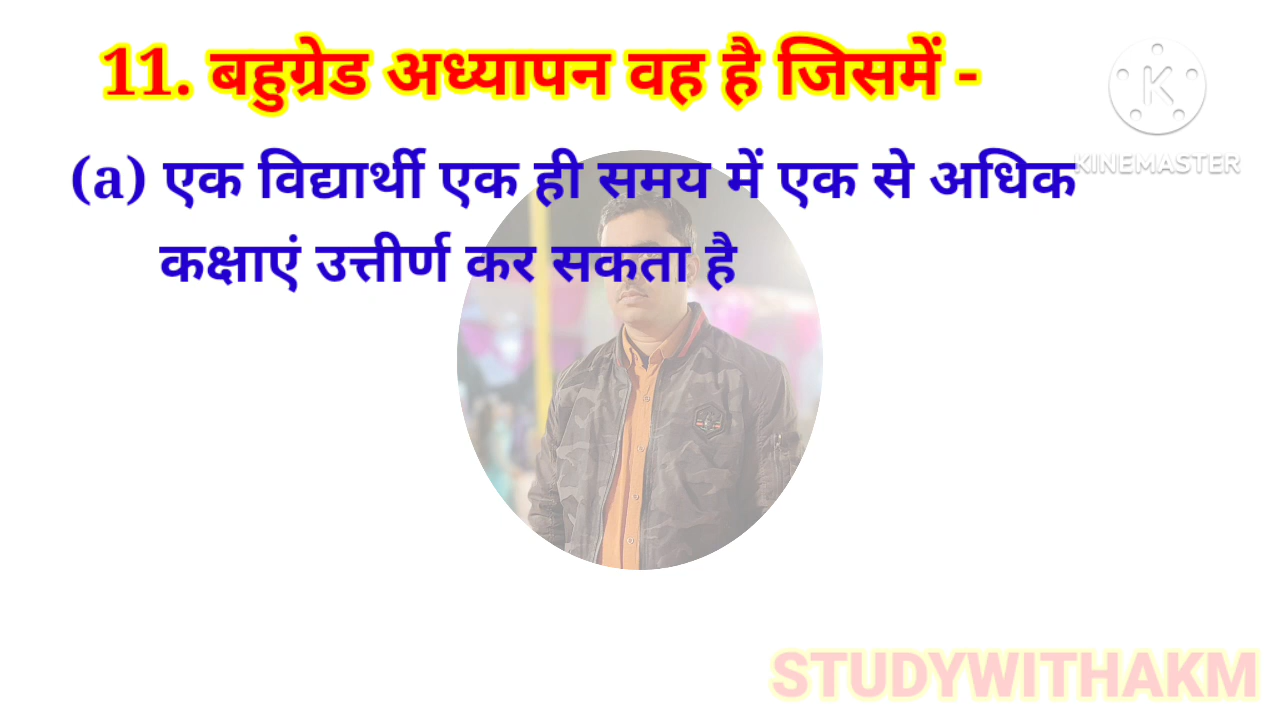 11. बहुग्रेड अध्यापन वह है जिसमें -
(a) एक विद्यार्थी एक ही समय में एक से अधिक
कक्षाएं उत्तीर्ण कर सकता है
K
KINEMASTER
STUDYWITHAKM